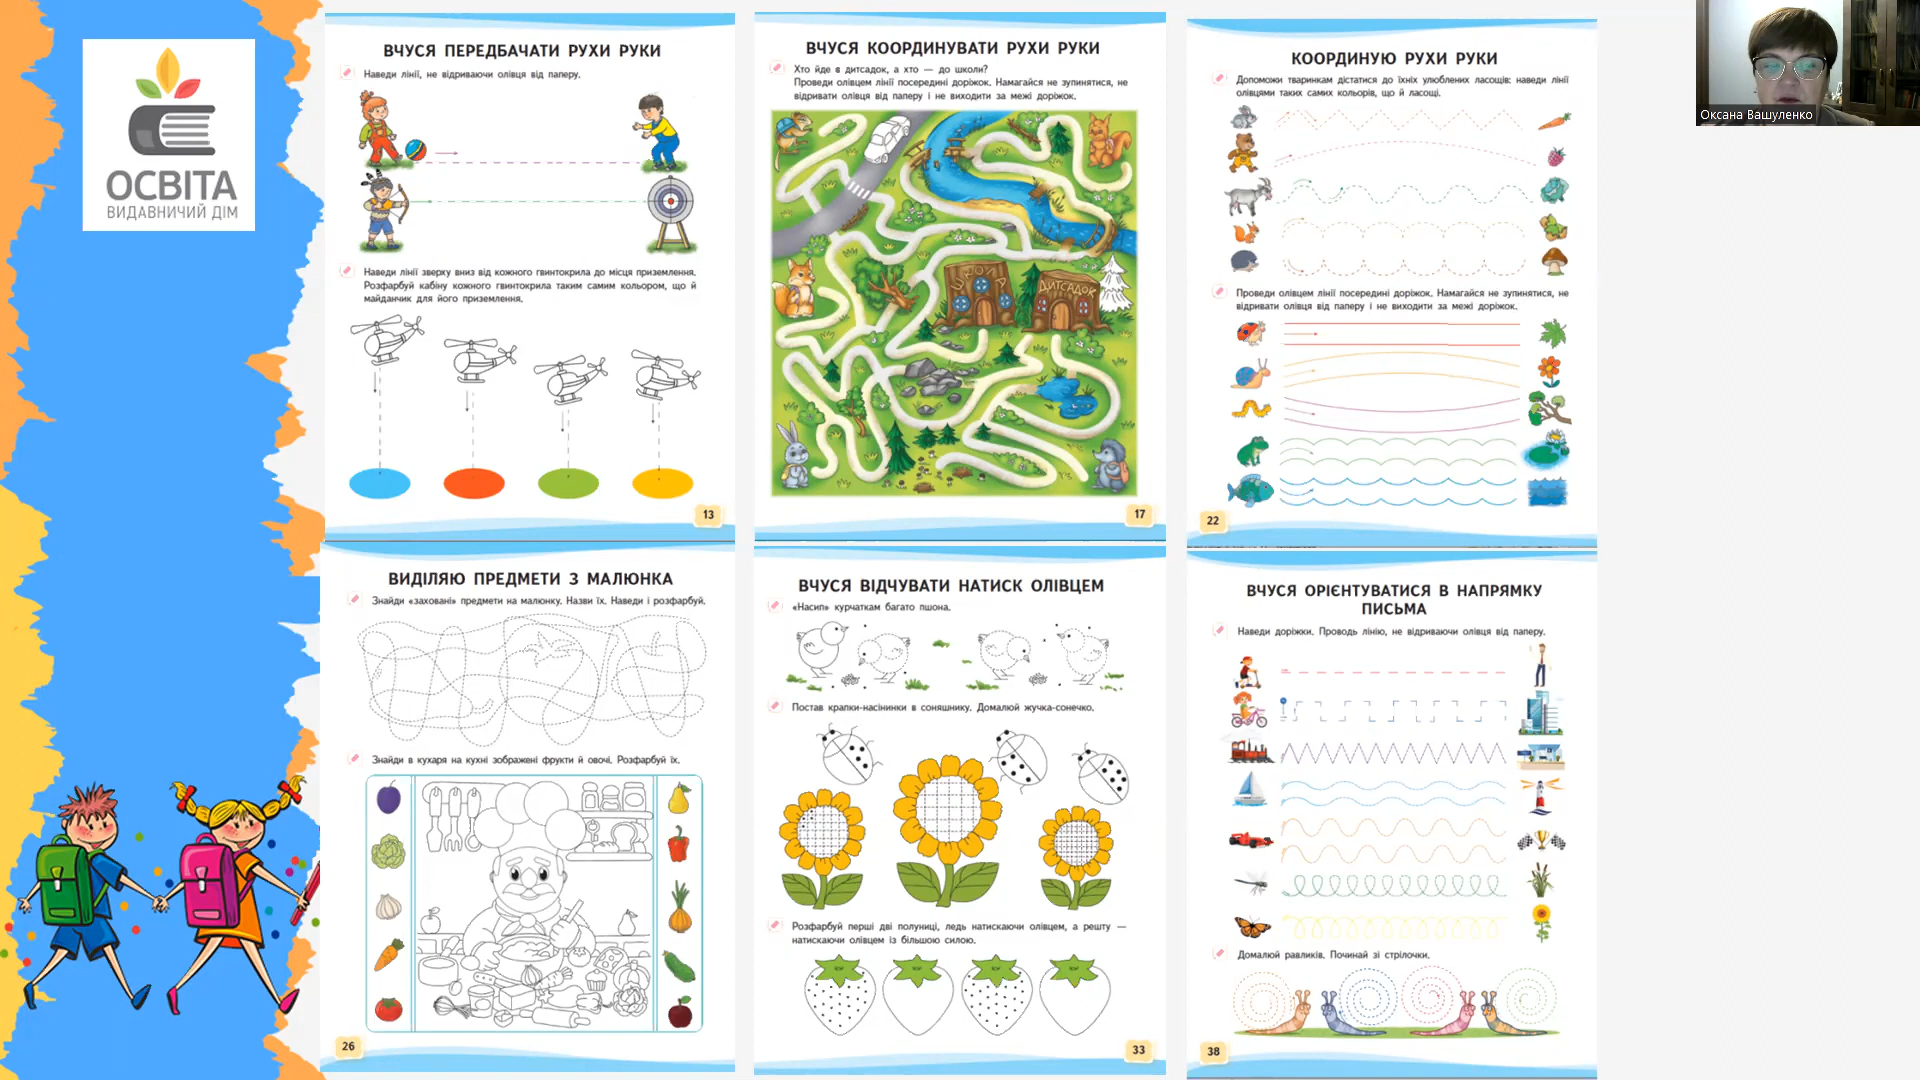 ОСВІТА
ВИДАВНИЧИЙ ДІМ
ВЧУСЯ ПЕРЕДБАЧАТИ РУХИ РУКИ
Наведи лінії, не відриваючи олівця від паперу.
Наведи лінії зверху вниз від кожного гвинтокрила до місця приземлення.
Розфарбуй кабіну кожного гвинтокрила таким самим кольором, що й
майданчик для його приземлення.
13
ВЧУСЯ КООРДИНУВАТИ РУХИ РУКИ
Хто йде в дитсадок, а хто — до школи?
Проведи олівцем лінії посередині доріжок. Намагайся не зупинятися, не
відривати олівця від паперу і не виходити за межі доріжок.
ШКОЛА
ДИТСАДОК
17
КООРДИНУЮ РУХИ РУКИ
Допоможи тваринкам дістатися до їхніх улюблених ласощів: наведи лінії
олівцями таких самих кольорів, що й ласощі.
Проведи олівцем лінії посередині доріжок. Намагайся не зупинятися, не
відривати олівця від паперу і не виходити за межі доріжок.
22
Оксана Вашуленко
ВИДІЛЯЮ ПРЕДМЕТИ З МАЛЮНКА
Знайди «заховані» предмети на малюнку. Назви їх. Наведи і розфарбуй.
Знайди в кухаря на кухні зображені фрукти й овочі. Розфарбуй їх.
26
ВЧУСЯ ВІДЧУВАТИ НАТИСК ОЛІВЦЕМ
«Насип» курчаткам багато пшона.
Постав крапки-насінинки в соняшнику. Домалюй жучка-сонечко.
Розфарбуй перші дві полуниці, ледь натискаючи олівцем, а решту —
натискаючи олівцем із більшою силою.
33
ВЧУСЯ ОРІЄНТУВАТИСЯ В НАПРЯМКУ
ПИСЬМА
Наведи доріжки. Проводь лінію, не відриваючи олівця від паперу.
Домалюй равликів. Починай зі стрілочки.
38